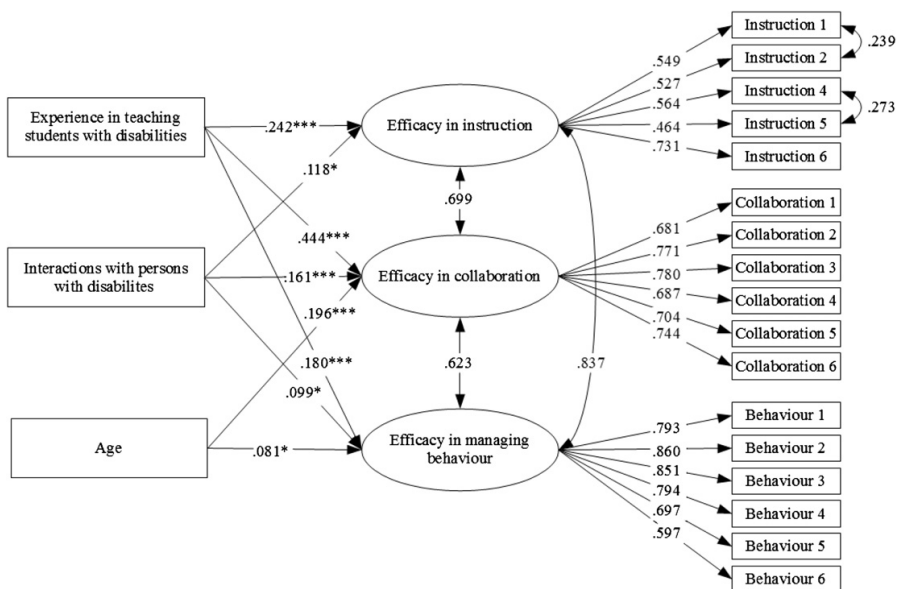 Experience in teaching
students with disabilities
Interactions with persons
with disabilites
Age
.242***
.118*
.444***
.161***
.196***
.180***
.099*
.081*
Efficacy in instruction
.699
Efficacy in collaboration
.623
.837
Efficacy in managing
behaviour
.549
.527
.564
.464
.731
Instruction 1
Instruction 2
Instruction 4
Instruction 5
Instruction 6
.239
.273
.681
.771
.780
.687
.704
.744
Collaboration 1
Collaboration 2
Collaboration 3
Collaboration 4
Collaboration 5
Collaboration 6
.793
.860
.851
.794
.697
.597
Behaviour 1
Behaviour 2
Behaviour 3
Behaviour 4
Behaviour 5
Behaviour 6